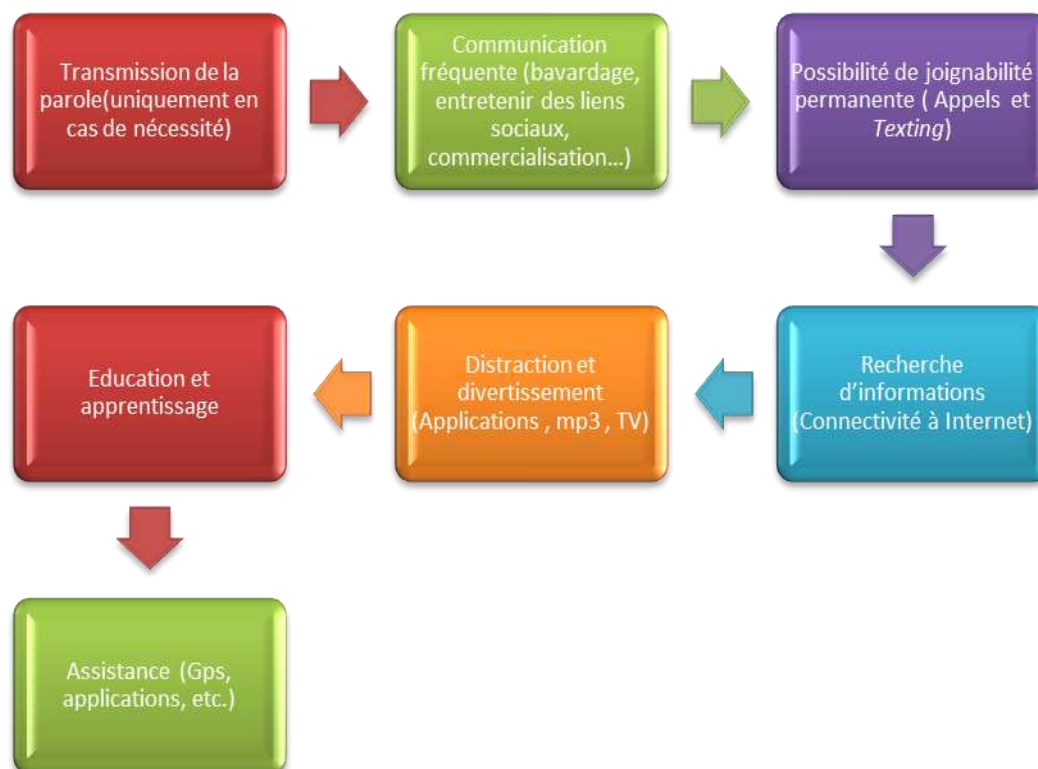 Transmission de la
parole(uniquement en
cas de nécessité)
Communication
fréquente (bavardage,
entretenir des liens
sociaux,
commercialisation…)
Possibilité de joignabilité
permanente ( Appels et
Texting)
Recherche
d’informations
(Connectivité à Internet)
Distraction et
divertissement
(Applications , mp3 , TV)
Education et
apprentissage
Assistance (Gps,
applications, etc.)